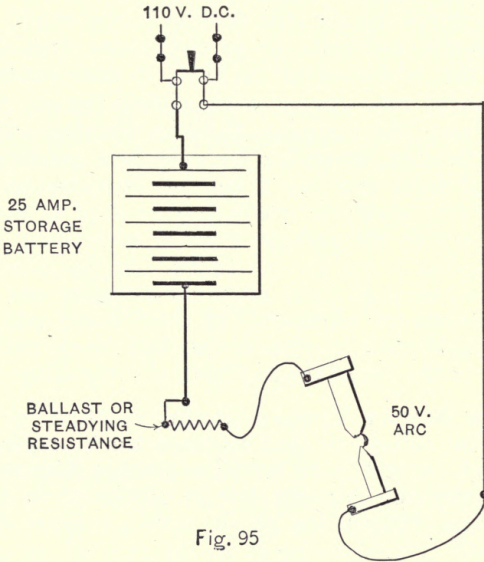 110 V. D.C.
25 AMP.
STORAGE
BATTERY
BALLAST OR
STEADYING
RESISTANCE
50 V.
ARC
Fig. 95